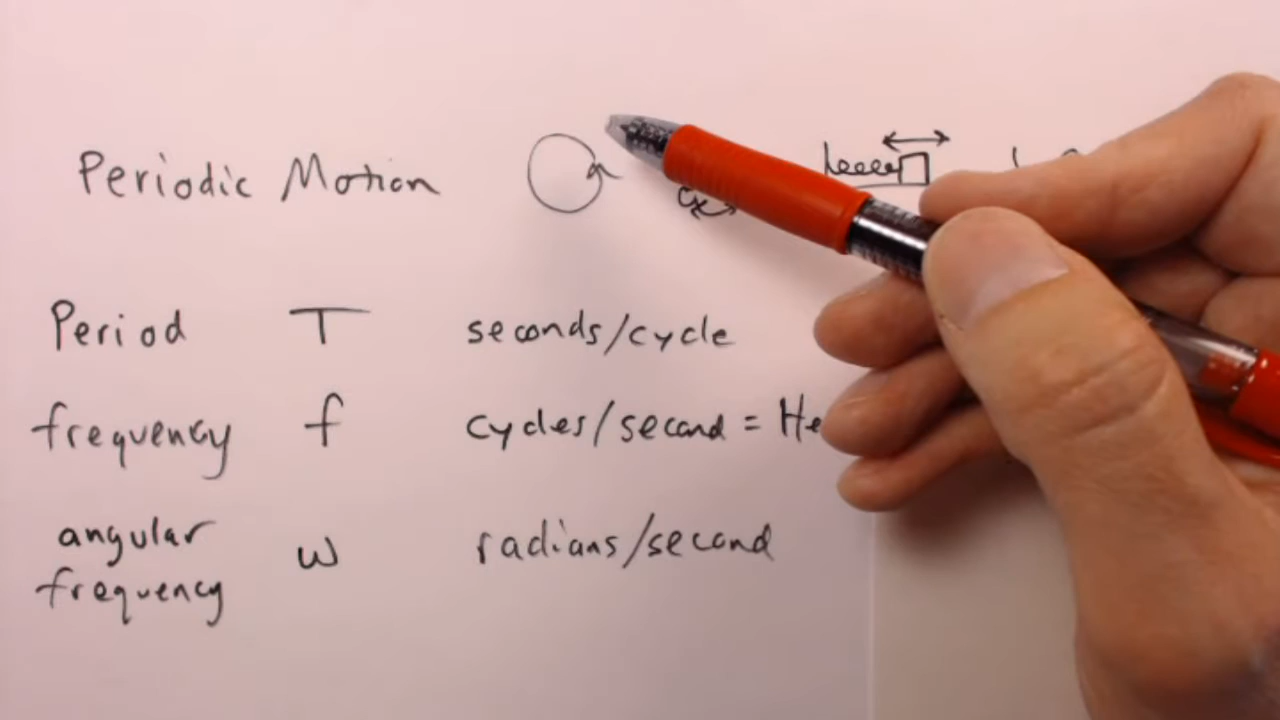 Periodic Motion
Period T seconds/cycle
frequency f cycles/second = He
angular frequency ω radians/second